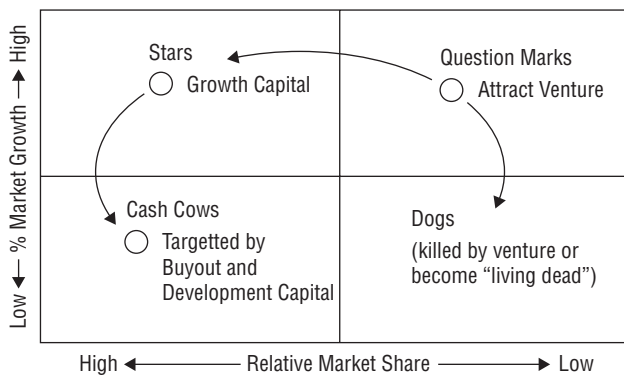 Stars
Growth Capital
Question Marks
Attract Venture
Cash Cows
Targetted by
Buyout and
Development Capital
Dogs
(killed by venture or
become “living dead”)
Low % Market Growth High
High Relative Market Share Low